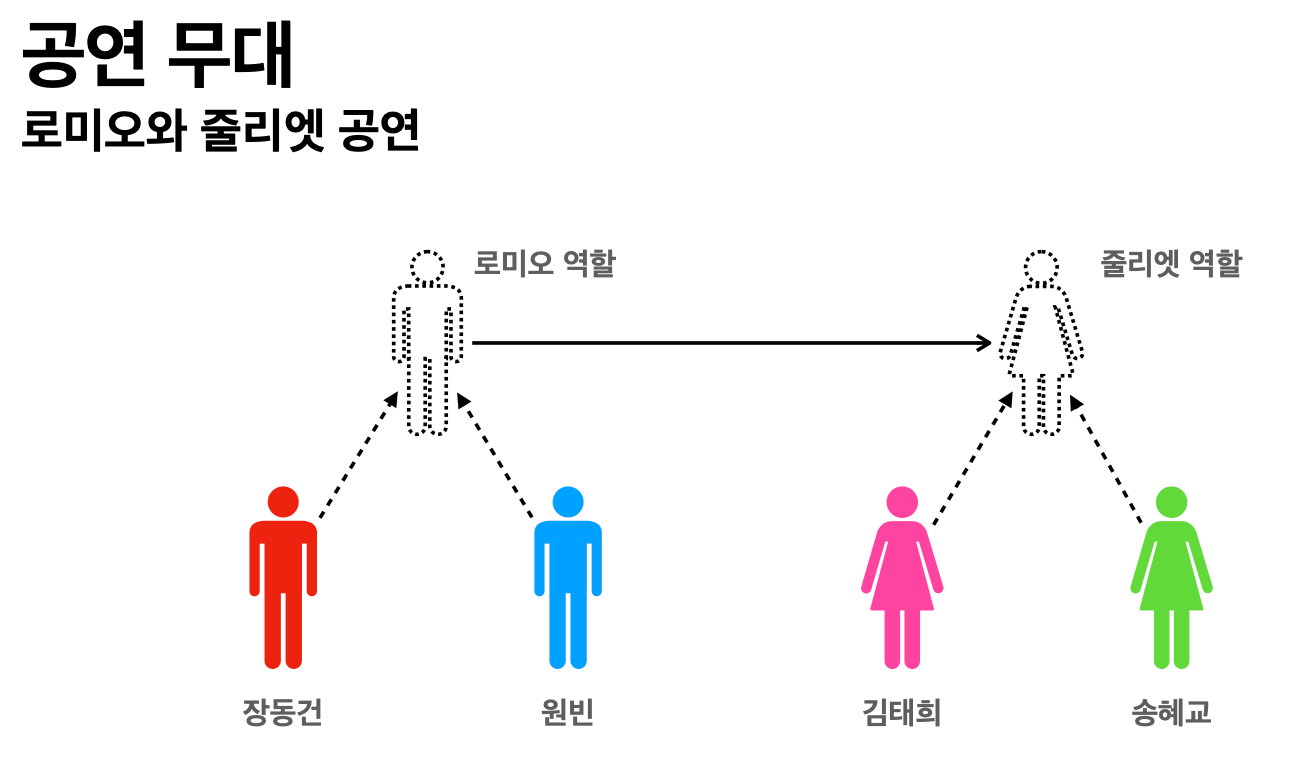 공연 무대
로미오와 줄리엣 공연
로미오 역할
줄리엣 역할
장동건
원빈
김태희
송혜교